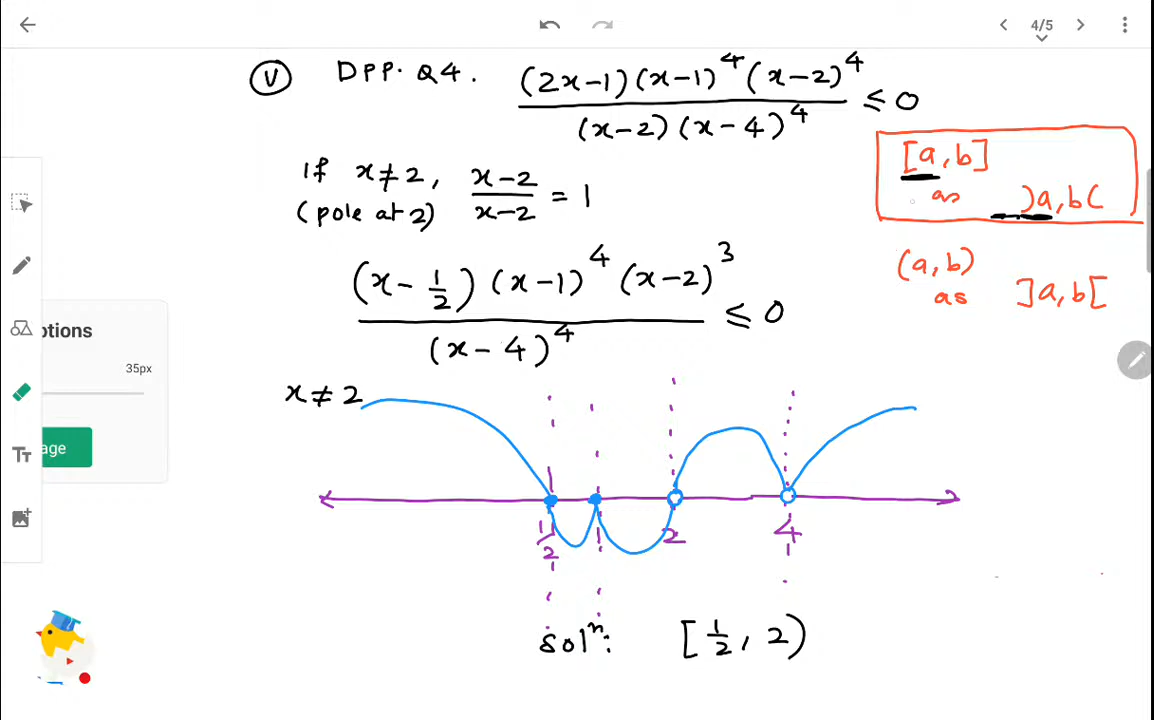 4/5
Ⓥ DPP. Q4. (2x-1)(x-1)⁴(x-2)⁴ / (x-2)(x-4)⁴ ≤ 0
[a,b]
as )a,b(
If x≠2, x-2 / x-2 = 1
(pole at 2)
(a,b)
as ]a,b[
(x-1/2)(x-1)⁴(x-2)³ / (x-4)⁴ ≤ 0
otions
35px
x≠2
age
1/2 1 2 4
solⁿ: [1/2, 2)
Tт